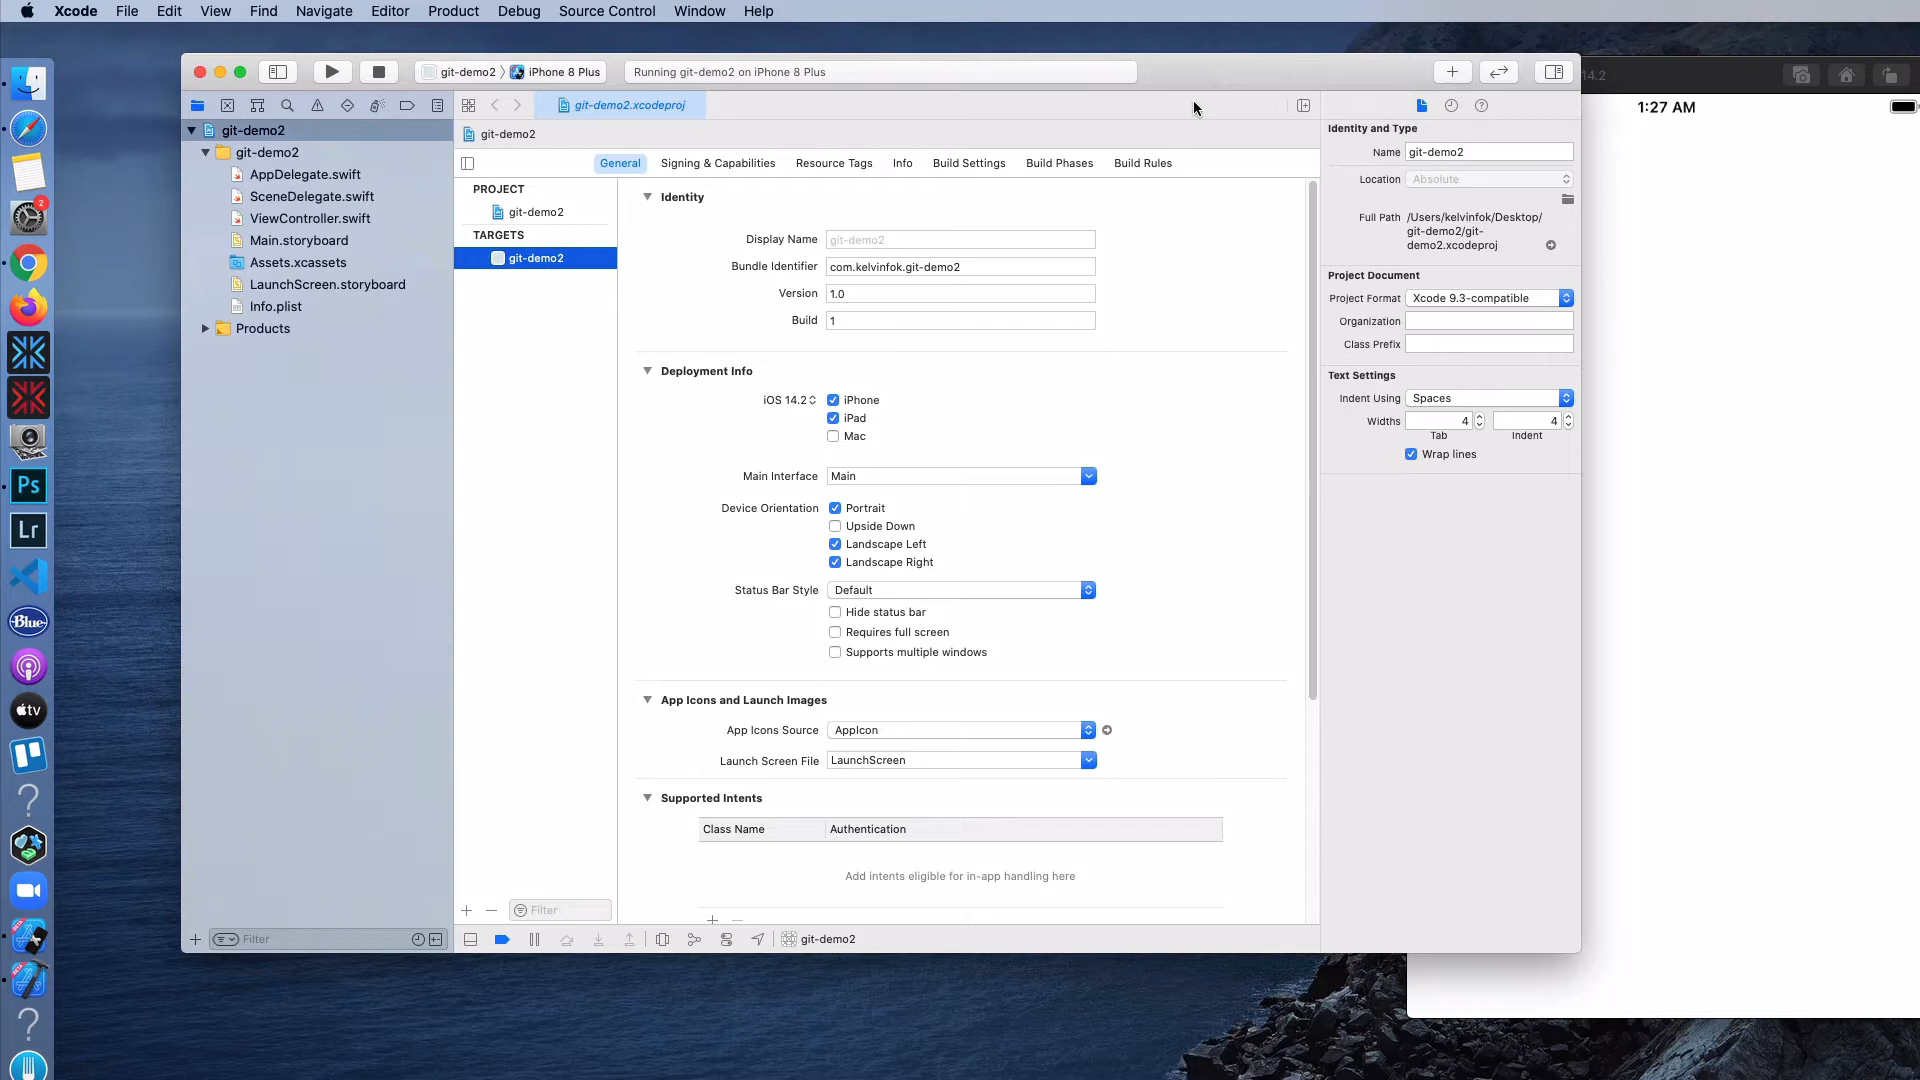 Xcode File Edit View Find Navigate Editor Product Debug Source Control Window Help
git-demo2 iPhone 8 Plus
Running git-demo2 on iPhone 8 Plus
14.2
1:27 AM
git-demo2.xcodeproj
git-demo2
git-demo2
AppDelegate.swift
SceneDelegate.swift
ViewController.swift
Main.storyboard
Assets.xcassets
LaunchScreen.storyboard
Info.plist
Products
Filter
git-demo2
General Signing & Capabilities Resource Tags Info Build Settings Build Phases Build Rules
PROJECT
git-demo2
TARGETS
git-demo2
Filter
Identity
Display Name git-demo2
Bundle Identifier com.kelvinfok.git-demo2
Version 1.0
Build 1
Deployment Info
iOS 14.2 iPhone
iPad
Mac
Main Interface Main
Device Orientation Portrait
Upside Down
Landscape Left
Landscape Right
Status Bar Style Default
Hide status bar
Requires full screen
Supports multiple windows
App Icons and Launch Images
App Icons Source AppIcon
Launch Screen File LaunchScreen
Supported Intents
Class Name Authentication
Add intents eligible for in-app handling here
git-demo2
Identity and Type
Name git-demo2
Location Absolute
Full Path /Users/kelvinfok/Desktop/
git-demo2/git-
demo2.xcodeproj
Project Document
Project Format Xcode 9.3-compatible
Organization
Class Prefix
Text Settings
Indent Using Spaces
Widths 4 4
Tab Indent
Wrap lines
2
Ps
Lr
Blue
tv
BETA
BETA